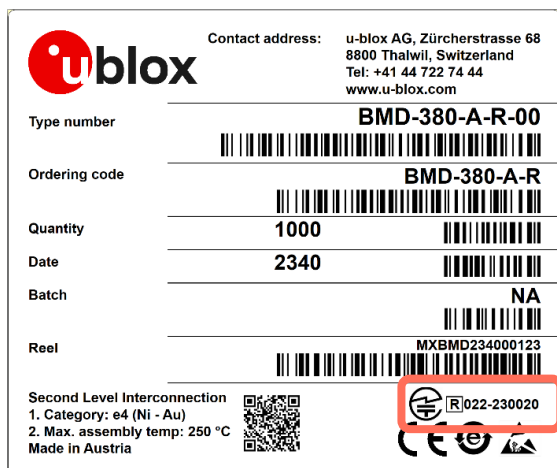 ublox
Contact address:
u-blox AG, Zürcherstrasse 68
8800 Thalwil, Switzerland
Tel: +41 44 722 74 44
www.u-blox.com
Type number
BMD-380-A-R-00
Ordering code
BMD-380-A-R
Quantity
1000
Date
2340
Batch
NA
Reel
MXBMD234000123
Second Level Interconnection
1. Category: e4 (Ni - Au)
2. Max. assembly temp: 250 °C
Made in Austria
R 022-230020
CE e